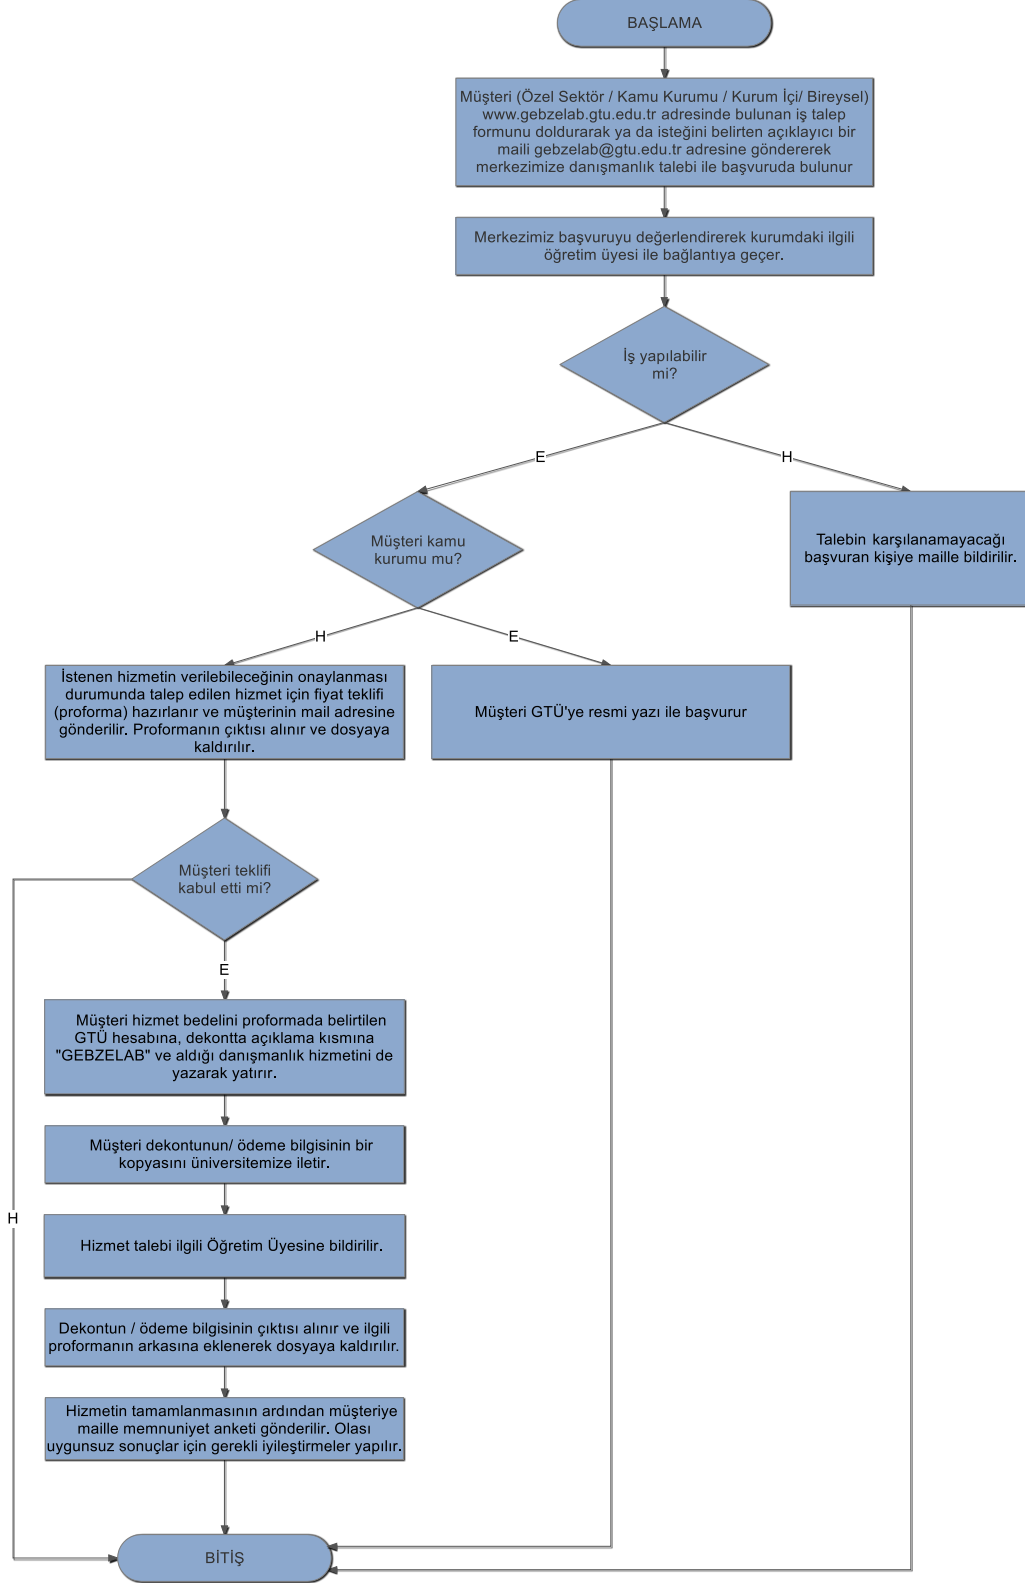 BAŞLAMA
Müşteri (Özel Sektör / Kamu Kurumu / Kurum İçi/ Bireysel)
www.gebzelab.gtu.edu.tr adresinde bulunan iş talep
formunu doldurarak ya da isteğini belirten açıklayıcı bir
maili gebzelab@gtu.edu.tr adresine göndererek
merkezimize danışmanlık talebi ile başvuruda bulunur
Merkezimiz başvuruyu değerlendirerek kurumdaki ilgili
öğretim üyesi ile bağlantıya geçer.
İş yapılabilir
mi?
E
H
Müşteri kamu
kurumu mu?
Talebin karşılanamayacağı
başvuran kişiye maille bildirilir.
H
E
İstenen hizmetin verilebileceğinin onaylanması
durumunda talep edilen hizmet için fiyat teklifi
(proforma) hazırlanır ve müşterinin mail adresine
gönderilir. Proformanın çıktısı alınır ve dosyaya
kaldırılır.
Müşteri GTÜ'ye resmi yazı ile başvurur
Müşteri teklifi
kabul etti mi?
E
Müşteri hizmet bedelini proformada belirtilen
GTÜ hesabına, dekontta açıklama kısmına
"GEBZELAB" ve aldığı danışmanlık hizmetini de
yazarak yatırır.
Müşteri dekontunun/ ödeme bilgisinin bir
kopyasını üniversitemize iletir.
H
Hizmet talebi ilgili Öğretim Üyesine bildirilir.
Dekontun / ödeme bilgisinin çıktısı alınır ve ilgili
proformanın arkasına eklenerek dosyaya kaldırılır.
Hizmetin tamamlanmasının ardından müşteriye
maille memnuniyet anketi gönderilir. Olası
uygunsuz sonuçlar için gerekli iyileştirmeler yapılır.
BİTİŞ